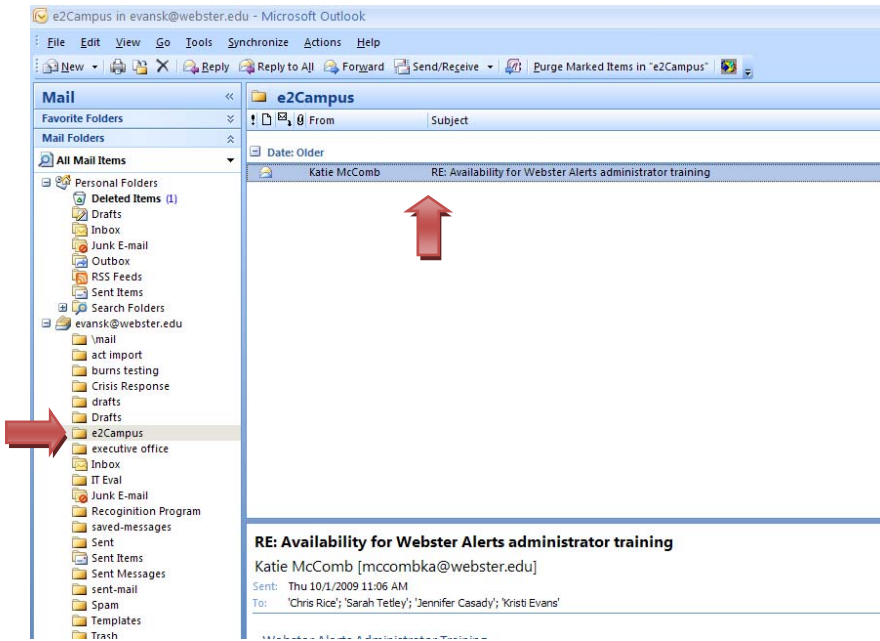 e2Campus in evansk@webster.edu - Microsoft Outlook
File Edit View Go Tools Synchronize Actions Help
New Reply Reply to All Forward Send/Receive Purge Marked Items in "e2Campus"
Mail «
Favorite Folders
Mail Folders
All Mail Items
Personal Folders
Deleted Items (1)
Drafts
Inbox
Junk E-mail
Outbox
RSS Feeds
Sent Items
Search Folders
evansk@webster.edu
\mail
act import
burns testing
Crisis Response
drafts
Drafts
e2Campus
executive office
Inbox
IT Eval
Junk E-mail
Recoginition Program
saved-messages
Sent
Sent Items
Sent Messages
sent-mail
Spam
Templates
Trash
e2Campus
! From Subject
Date: Older
Katie McComb RE: Availability for Webster Alerts administrator training
RE: Availability for Webster Alerts administrator training
Katie McComb [mccombka@webster.edu]
Sent: Thu 10/1/2009 11:06 AM
To: 'Chris Rice'; 'Sarah Tetley'; 'Jennifer Casady'; 'Kristi Evans'
Webster Alerts Administrator Training